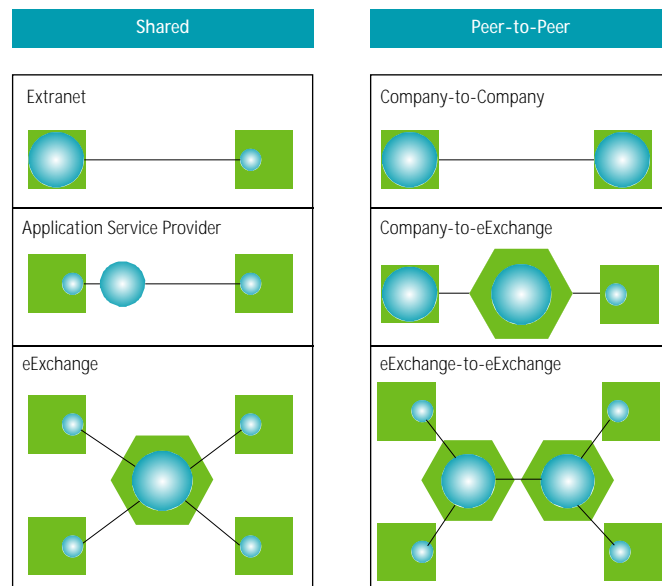 Shared
Peer-to-Peer
Extranet
Company-to-Company
Application Service Provider
Company-to-eExchange
eExchange
eExchange-to-eExchange